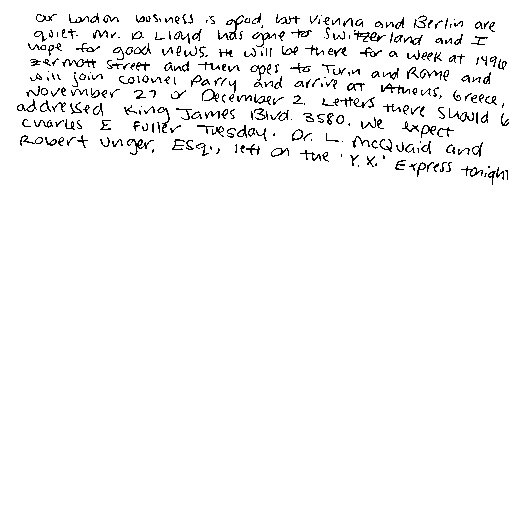 our London business is good, but Vienna and Berlin are
quiet. Mr. D. Lloyd has gone to Switzerland and I
hope for good news. He will be there for a week at 1496
Zermott Street and then goes to Turin and Rome and
will join Colonel Parry and arrive at Athens, Greece,
November 27 or December 2. Letters there should b
addressed King James Blvd. 3580. We expect
Charles E Fuller Tuesday. Dr. L. McQuaid and
Robert Unger, Esq., left on the 'Y.X.' Express tonight